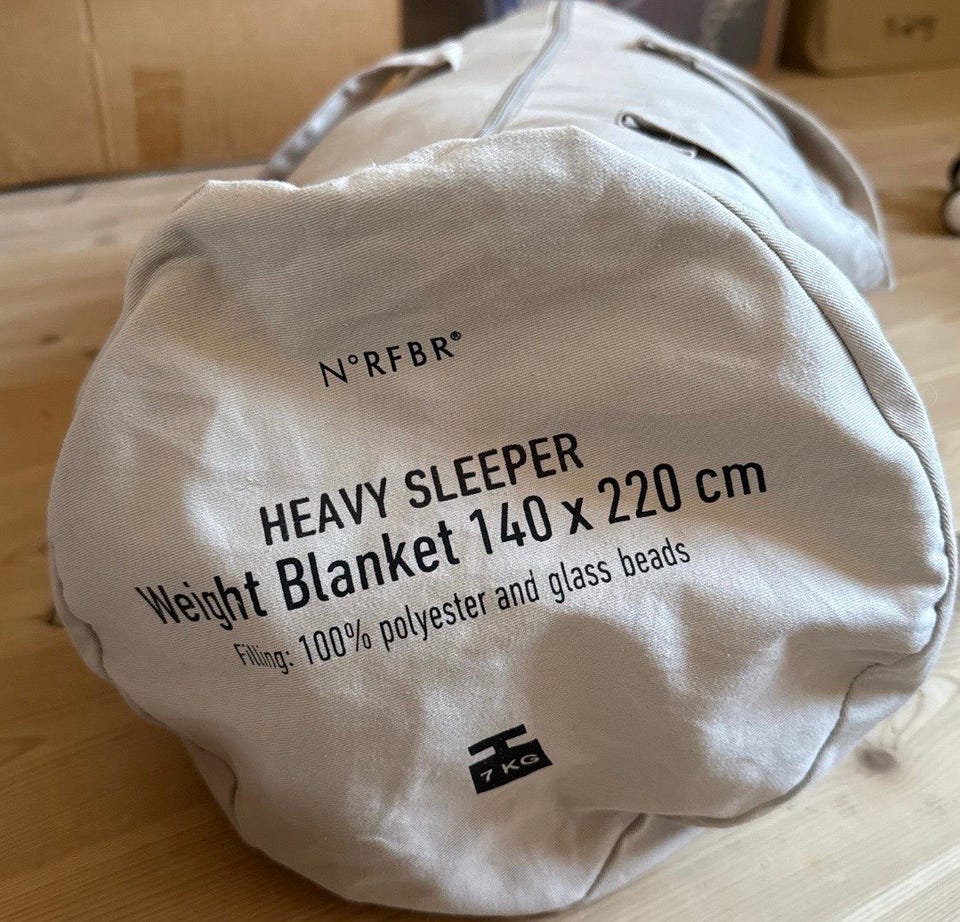 N°RFBR®
HEAVY SLEEPER
Weight Blanket 140 x 220 cm
Filling: 100% polyester and glass beads
7 KG